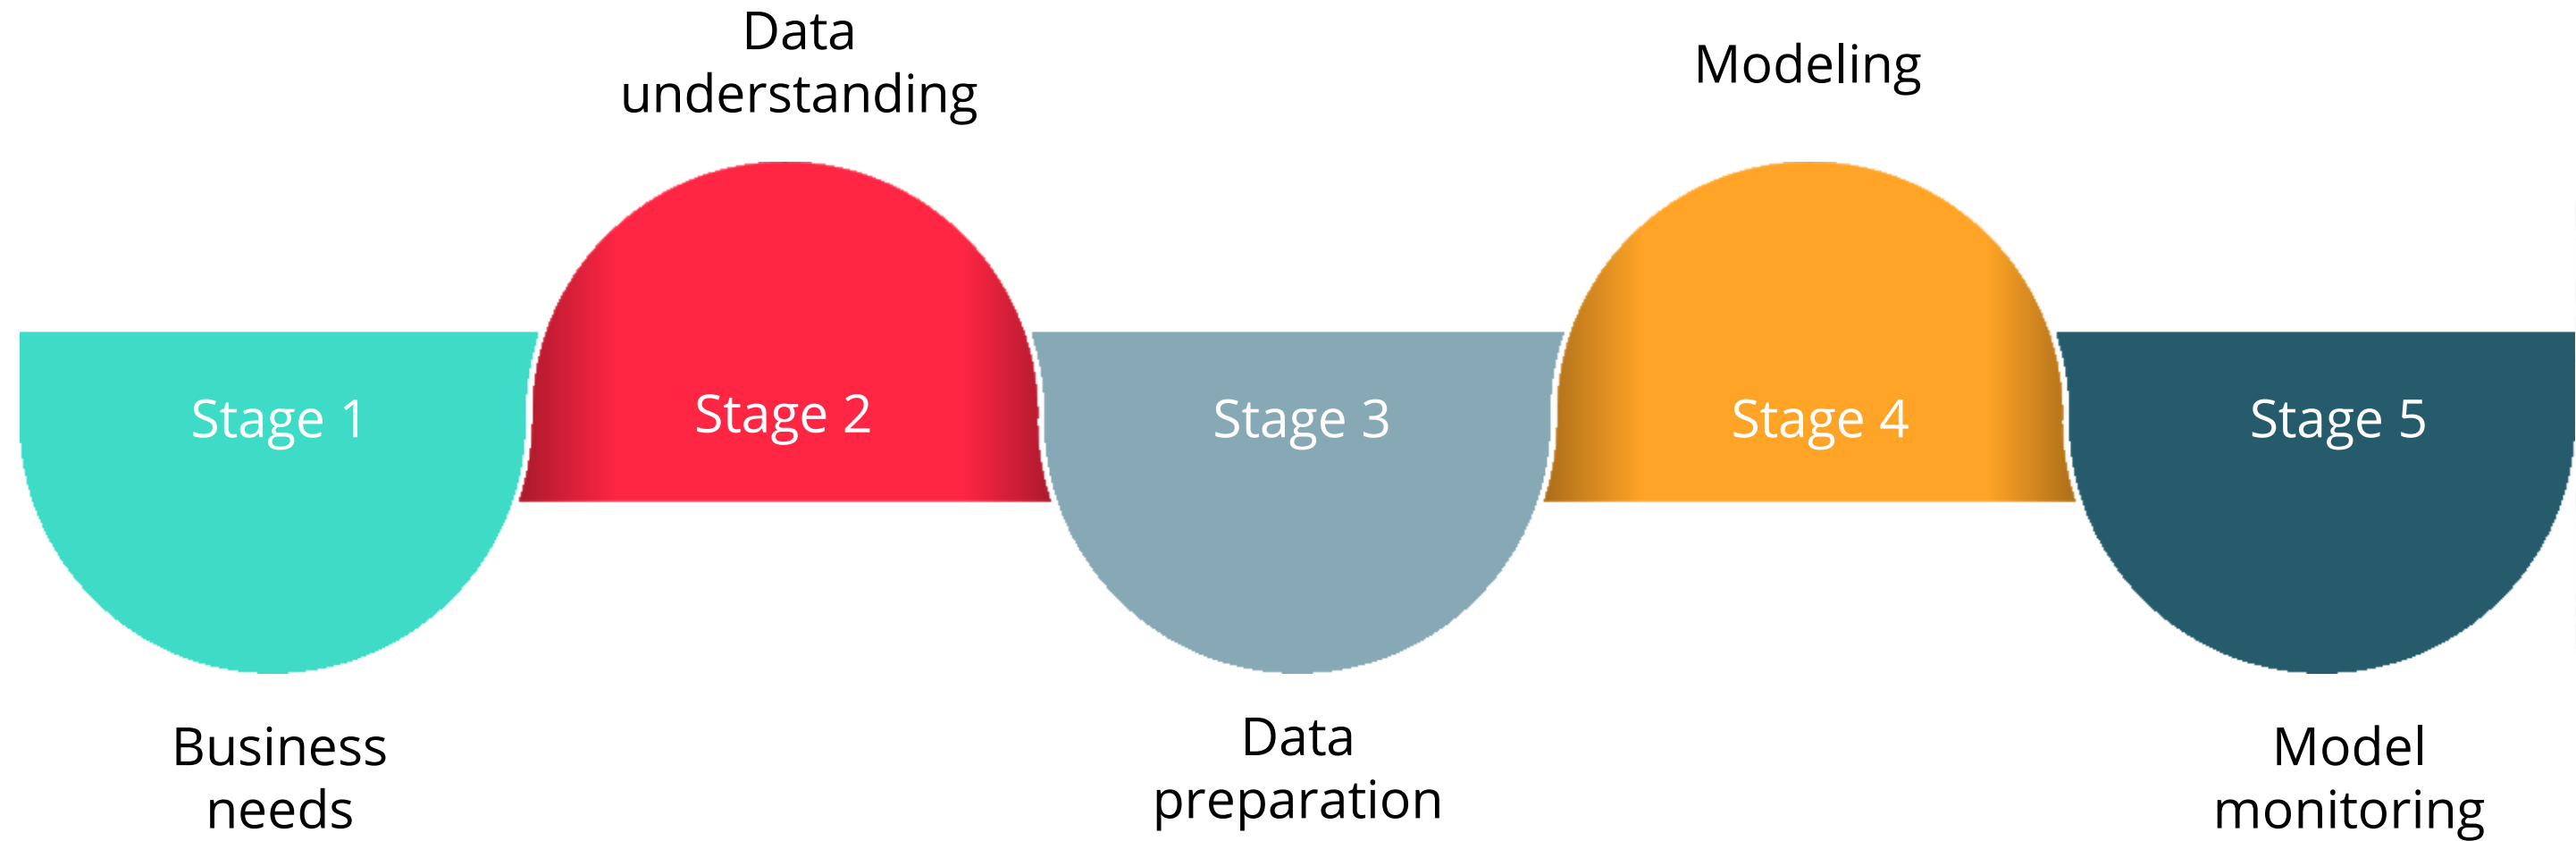 Data
understanding
Modeling
Stage 1
Stage 2
Stage 3
Stage 4
Stage 5
Business
needs
Data
preparation
Model
monitoring